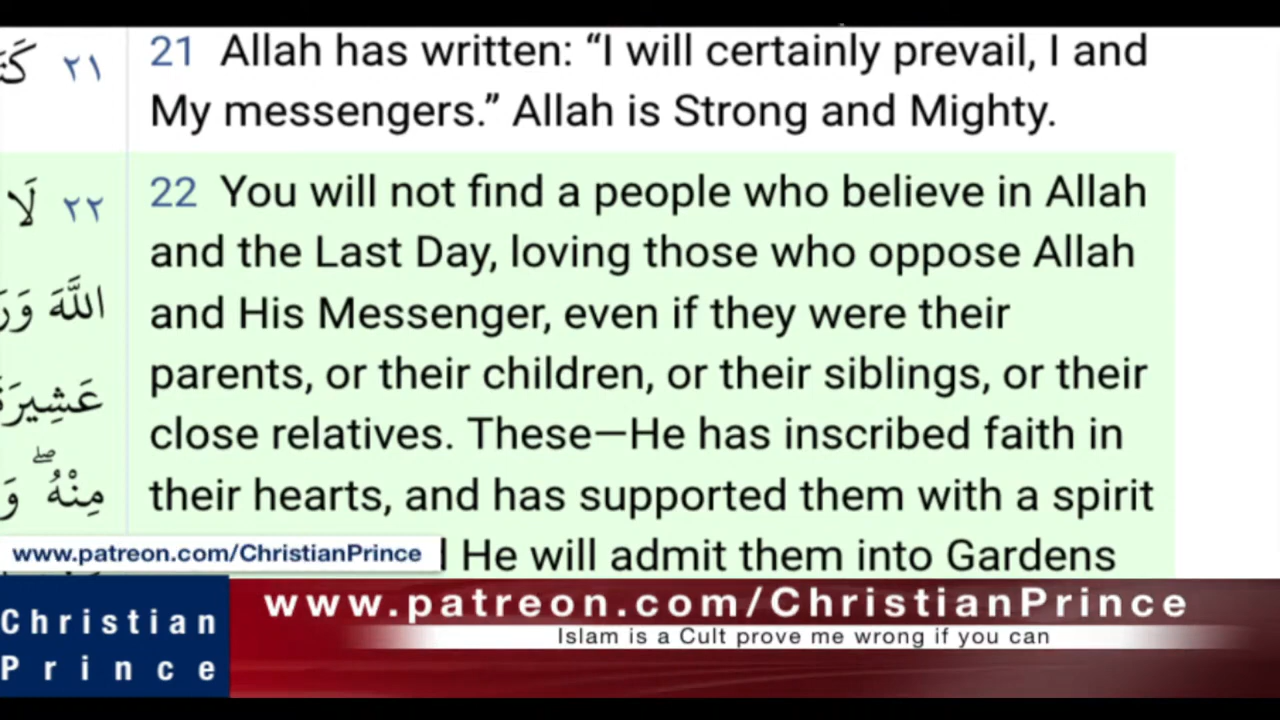 21 Allah has written: “I will certainly prevail, I and
My messengers.” Allah is Strong and Mighty.
22 You will not find a people who believe in Allah
and the Last Day, loving those who oppose Allah
and His Messenger, even if they were their
parents, or their children, or their siblings, or their
close relatives. These—He has inscribed faith in
their hearts, and has supported them with a spirit
He will admit them into Gardens
٢١
٢٢ لَا
اللَّهَ
عَشِيرَ
مِنْهُ ۖ وَ
www.patreon.com/ChristianPrince
Christian
Prince
www.patreon.com/ChristianPrince
Islam is a Cult prove me wrong if you can